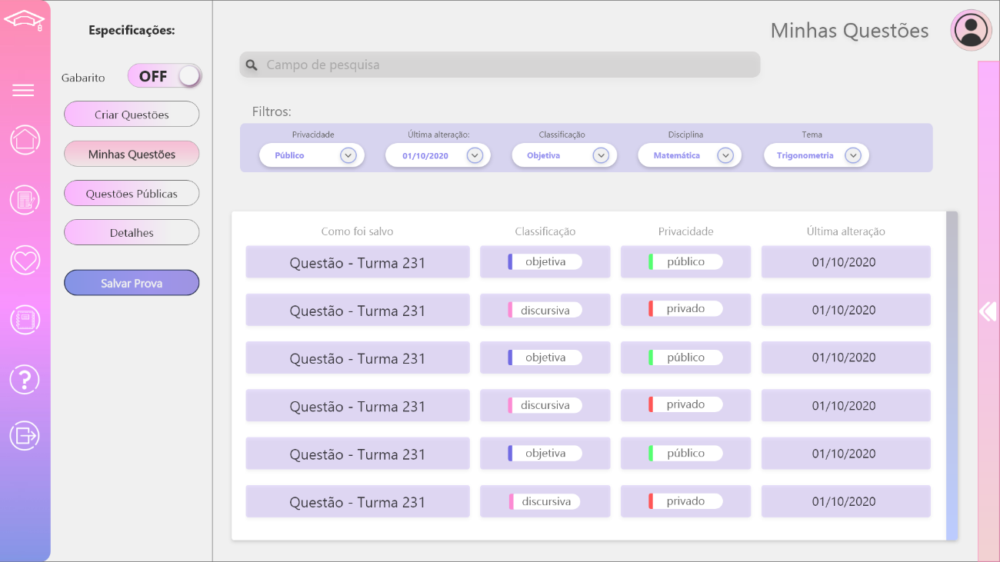 Especificações:
Gabarito
OFF
Criar Questões
Minhas Questões
Questões Públicas
Detalhes
Salvar Prova
Minhas Questões
Campo de pesquisa
Filtros:
Privacidade Última alteração: Classificação Disciplina Tema
Público 01/10/2020 Objetiva Matemática Trigonometria
Como foi salvo Classificação Privacidade Última alteração
Questão - Turma 231 objetiva público 01/10/2020
Questão - Turma 231 discursiva privado 01/10/2020
Questão - Turma 231 objetiva público 01/10/2020
Questão - Turma 231 discursiva privado 01/10/2020
Questão - Turma 231 objetiva público 01/10/2020
Questão - Turma 231 discursiva privado 01/10/2020